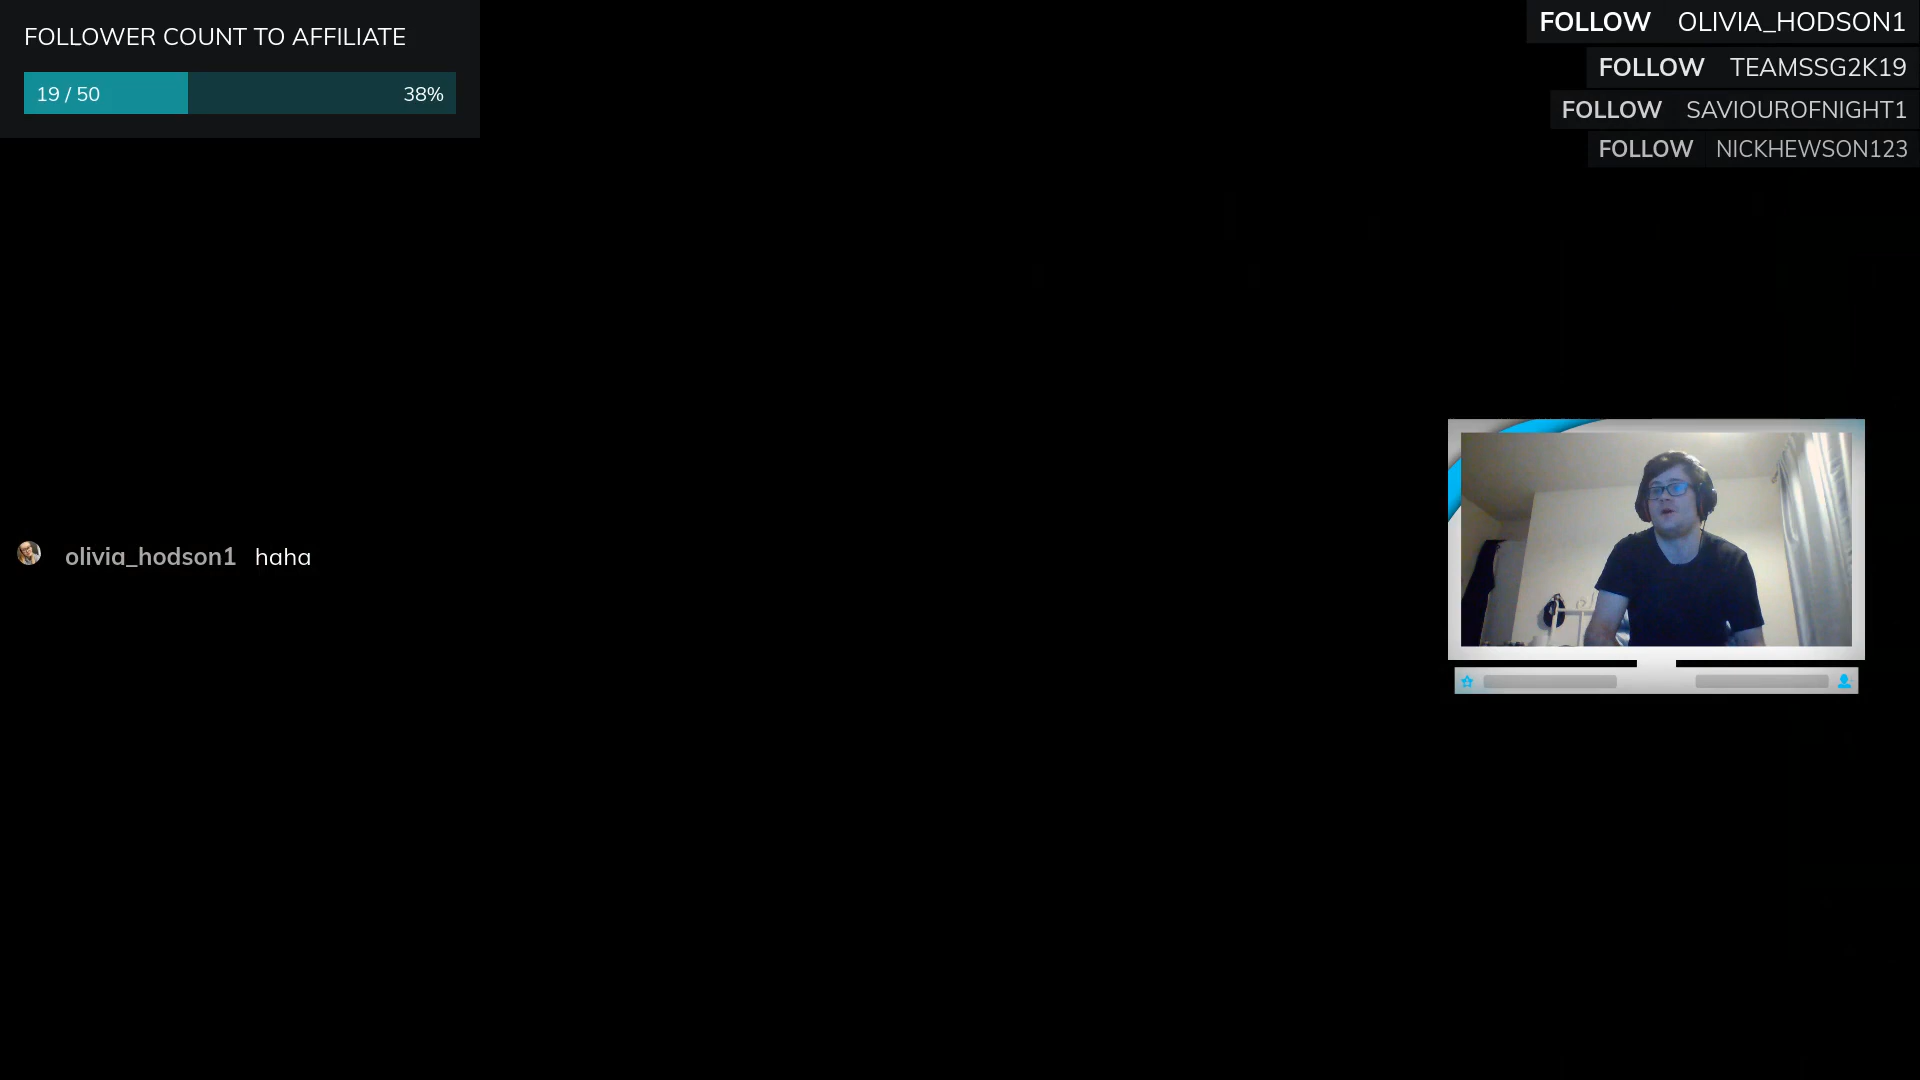 FOLLOWER COUNT TO AFFILIATE
19 / 50 38%
FOLLOW OLIVIA_HODSON1
FOLLOW TEAMSSG2K19
FOLLOW SAVIOUROFNIGHT1
FOLLOW NICKHEWSON123
olivia_hodson1 haha